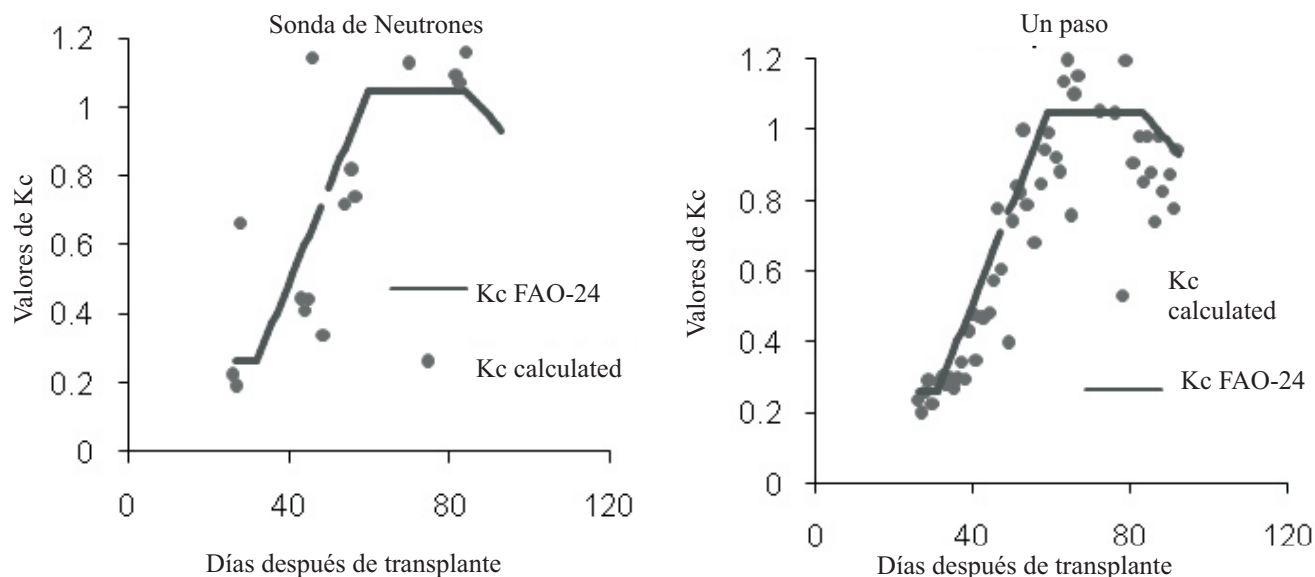 Sonda de Neutrones
1.2
1
0.8
0.6
0.4
0.2
0
0
40
80
120
Valores de Kc
Días después de transplante
Kc FAO-24
Kc calculated
Un paso
1.2
1
0.8
0.6
0.4
0.2
0
0
40
80
120
Valores de Kc
Días después de transplante
Kc
calculated
Kc FAO-24